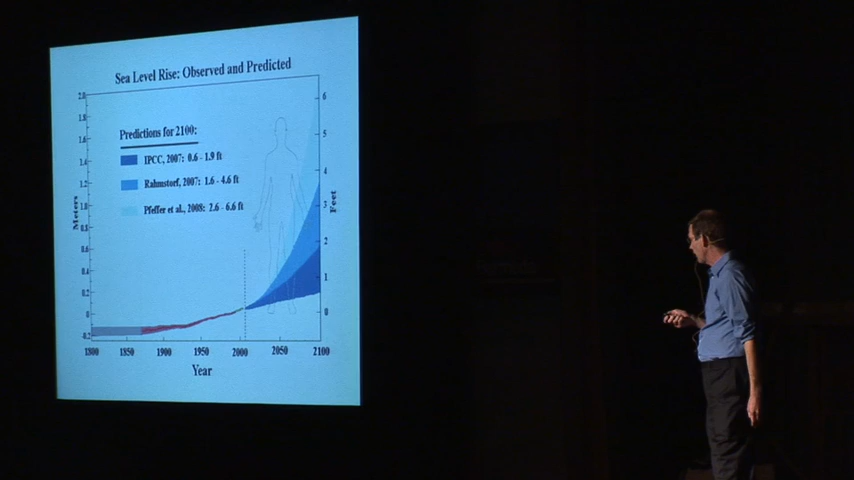 Sea Level Rise: Observed and Predicted
2.0
1.8
1.6
1.4
1.2
1.0
0.8
0.6
0.4
0.2
0
-0.2
Meters
Predictions for 2100:
IPCC, 2007: 0.6 - 1.9 ft
Rahmstorf, 2007: 1.6 - 4.6 ft
Pfeffer et al., 2008: 2.6 - 6.6 ft
6
5
4
3
2
1
0
Feet
1800 1850 1900 1950 2000 2050 2100
Year